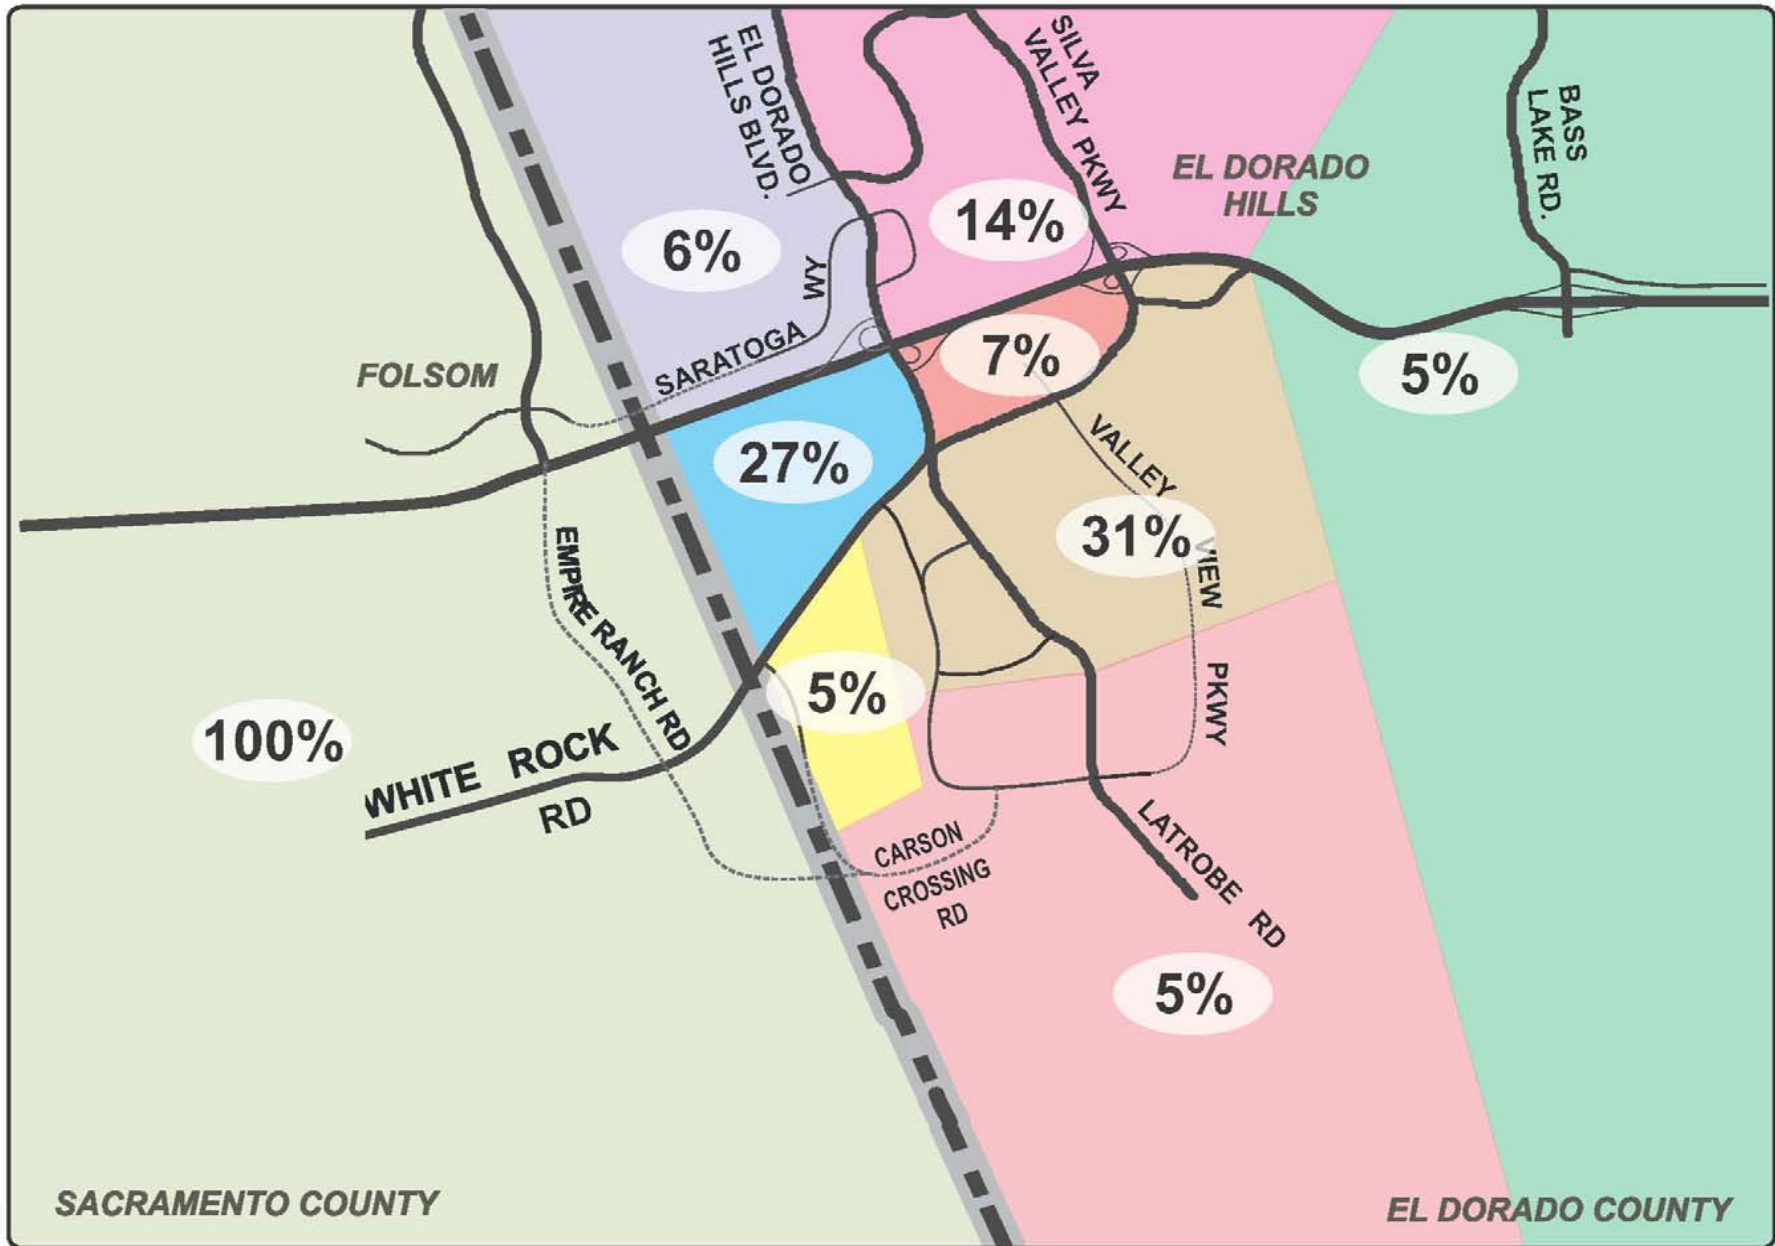 EL DORADO
HILLS BLVD.
SILVA
VALLEY PKWY
BASS
LAKE RD.
EL DORADO
HILLS
14%
6%
WY
SARATOGA
FOLSOM
7%
5%
27%
VALLEY
VIEW
PKWY
31%
EMPIRE RANCH RD
5%
100%
WHITE ROCK
RD
CARSON
CROSSING
RD
LATROBE RD
5%
SACRAMENTO COUNTY
EL DORADO COUNTY